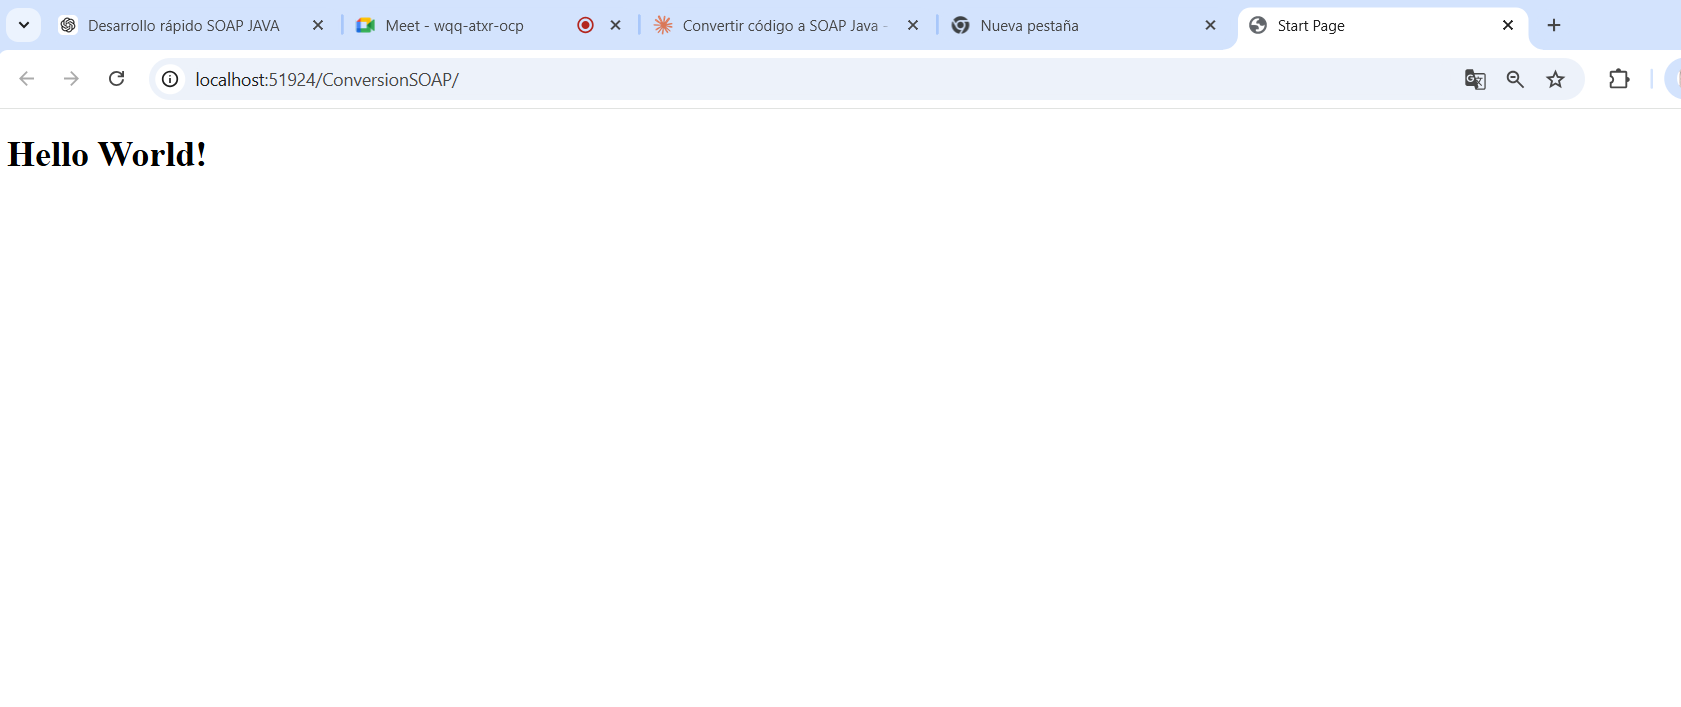 Desarrollo rápido SOAP JAVA
Meet - wqq-atxr-ocp
Convertir código a SOAP Java -
Nueva pestaña
Start Page
localhost:51924/ConversionSOAP/
Hello World!